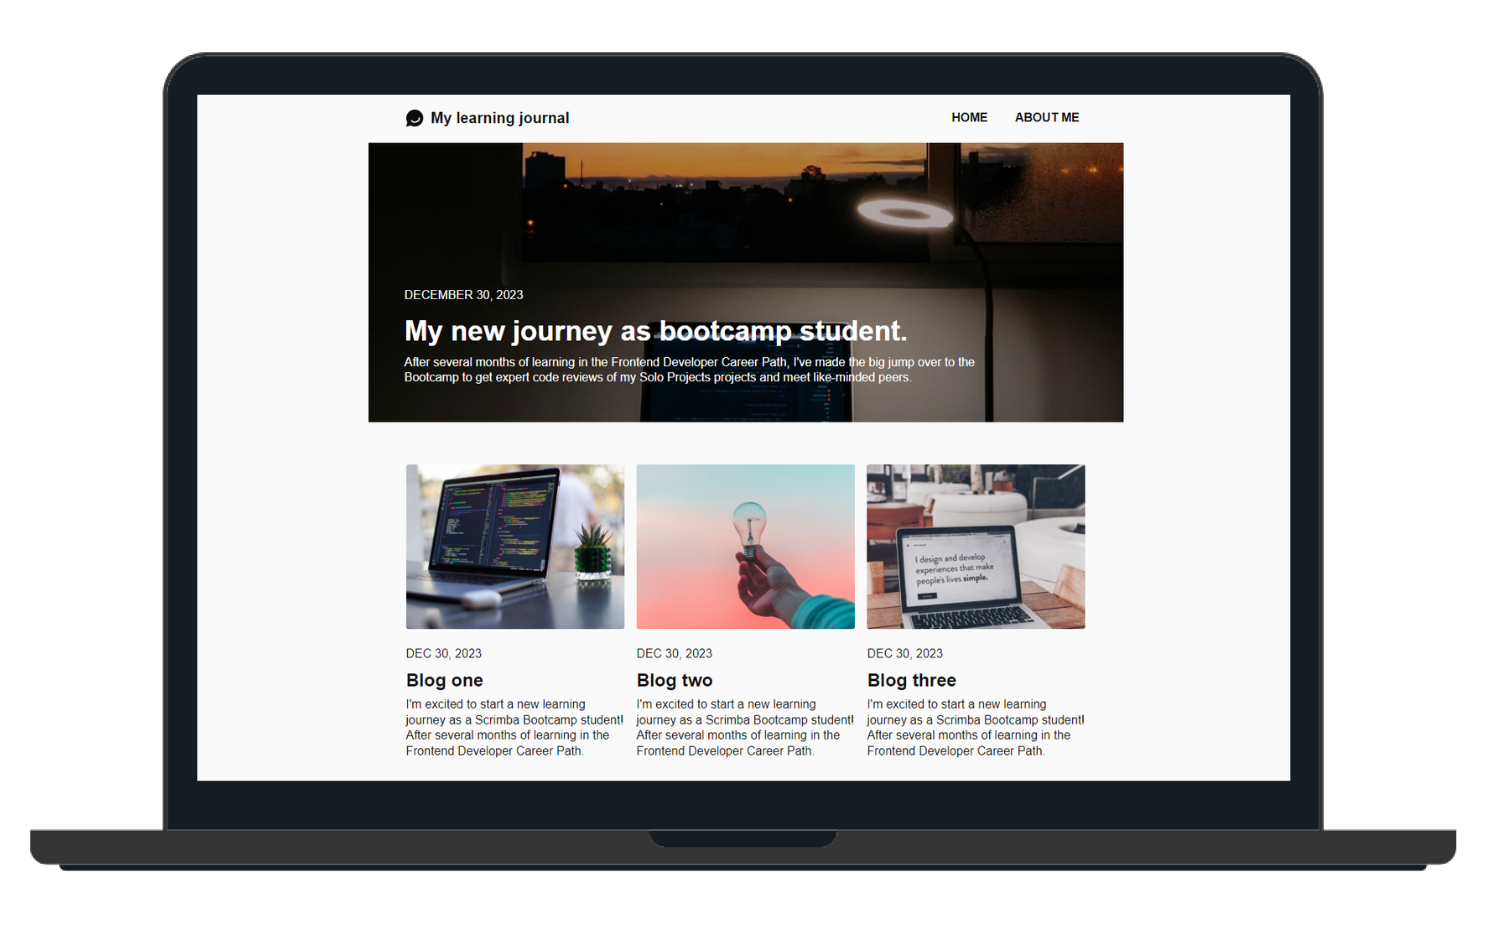 My learning journal
HOME
ABOUT ME
DECEMBER 30, 2023
My new journey as bootcamp student.
After several months of learning in the Frontend Developer Career Path, I've made the big jump over to the
Bootcamp to get expert code reviews of my Solo Projects projects and meet like-minded peers.
I design and develop
experiences that make
people's lives simple.
DEC 30, 2023
Blog one
I'm excited to start a new learning
journey as a Scrimba Bootcamp student!
After several months of learning in the
Frontend Developer Career Path.
DEC 30, 2023
Blog two
I'm excited to start a new learning
journey as a Scrimba Bootcamp student!
After several months of learning in the
Frontend Developer Career Path.
DEC 30, 2023
Blog three
I'm excited to start a new learning
journey as a Scrimba Bootcamp student!
After several months of learning in the
Frontend Developer Career Path.